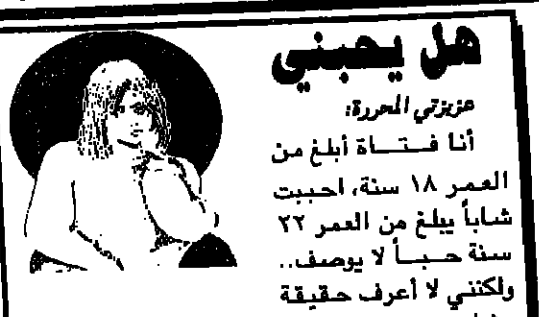 هل يحبني
عزيزتي المحررة:
أنا فتاة أبلغ من
العمر ١٨ سنة، احببت
شاباً يبلغ من العمر ٢٢
سنة حباً لا يوصف..
ولكنني لا أعرف حقيقة